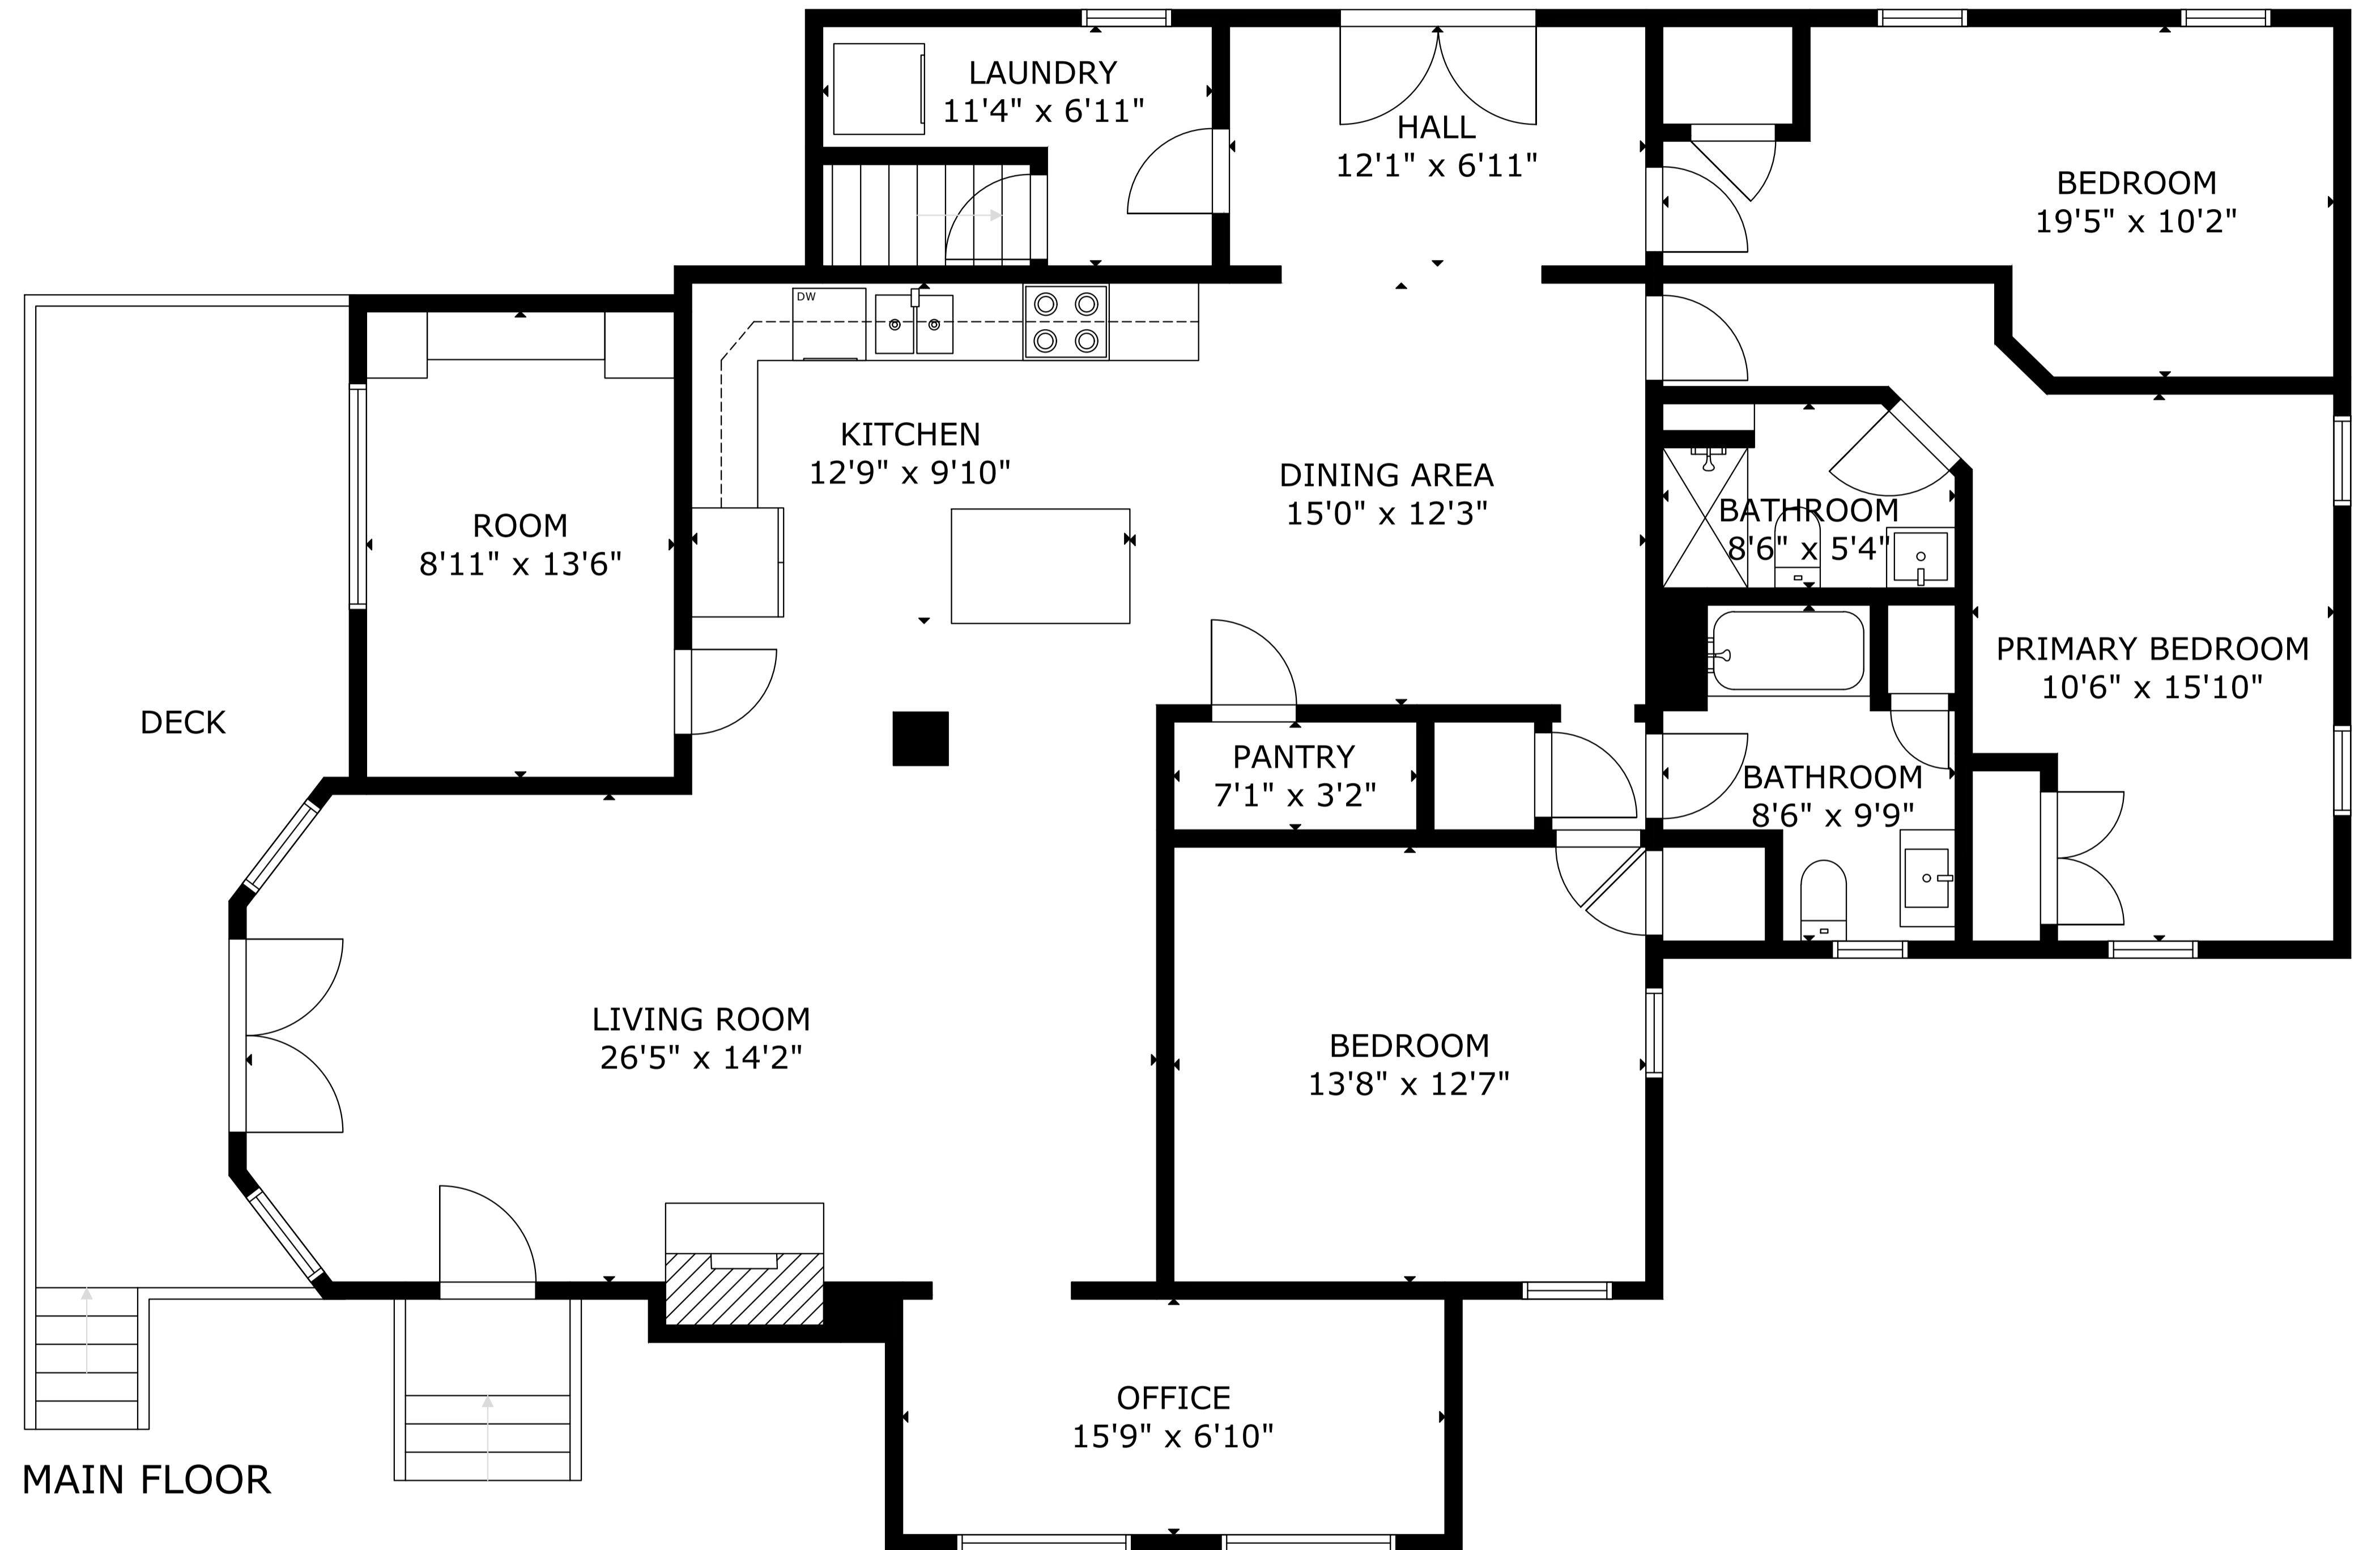 LAUNDRY
11'4" x 6'11"
HALL
12'1" x 6'11"
BEDROOM
19'5" x 10'2"
DW
KITCHEN
12'9" x 9'10"
DINING AREA
15'0" x 12'3"
ROOM
8'11" x 13'6"
BATHROOM
8'6" x 5'4"
PRIMARY BEDROOM
10'6" x 15'10"
DECK
PANTRY
7'1" x 3'2"
BATHROOM
8'6" x 9'9"
LIVING ROOM
26'5" x 14'2"
BEDROOM
13'8" x 12'7"
OFFICE
15'9" x 6'10"
MAIN FLOOR